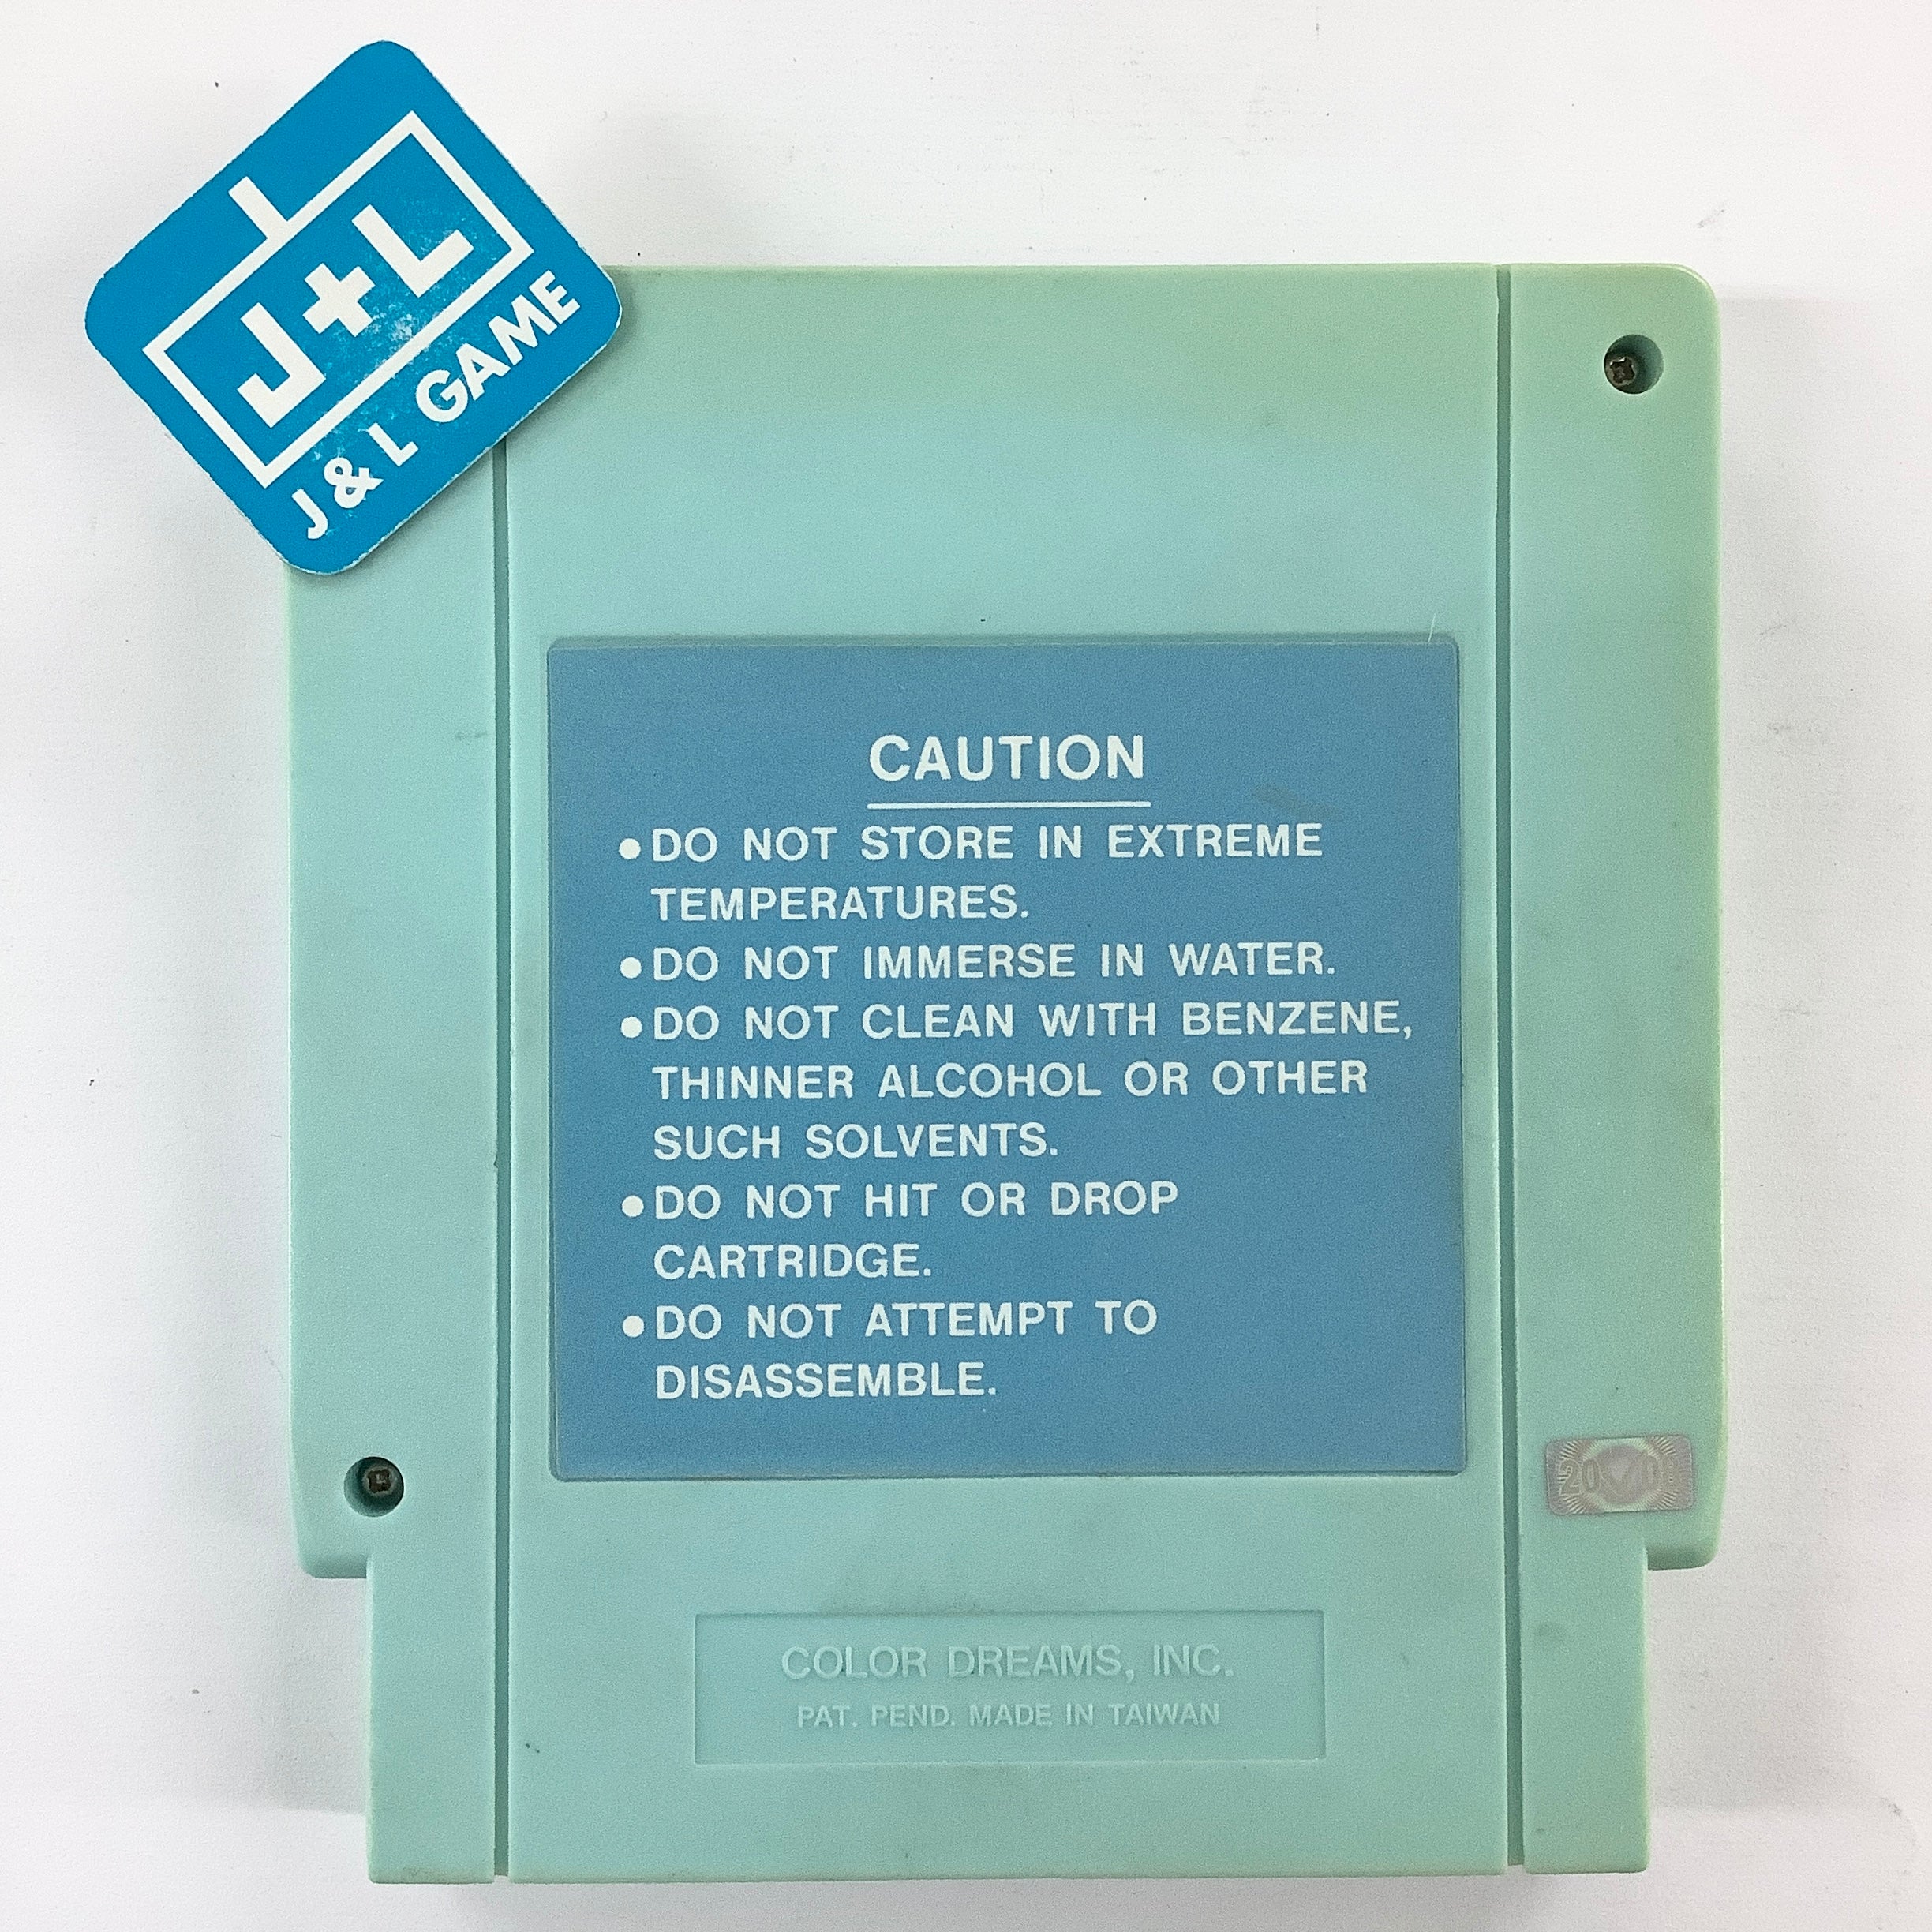 J+L
J & L GAME
CAUTION
●DO NOT STORE IN EXTREME
TEMPERATURES.
●DO NOT IMMERSE IN WATER.
●DO NOT CLEAN WITH BENZENE,
THINNER ALCOHOL OR OTHER
SUCH SOLVENTS.
●DO NOT HIT OR DROP
CARTRIDGE.
●DO NOT ATTEMPT TO
DISASSEMBLE.
COLOR DREAMS, INC.
PAT. PEND. MADE IN TAIWAN